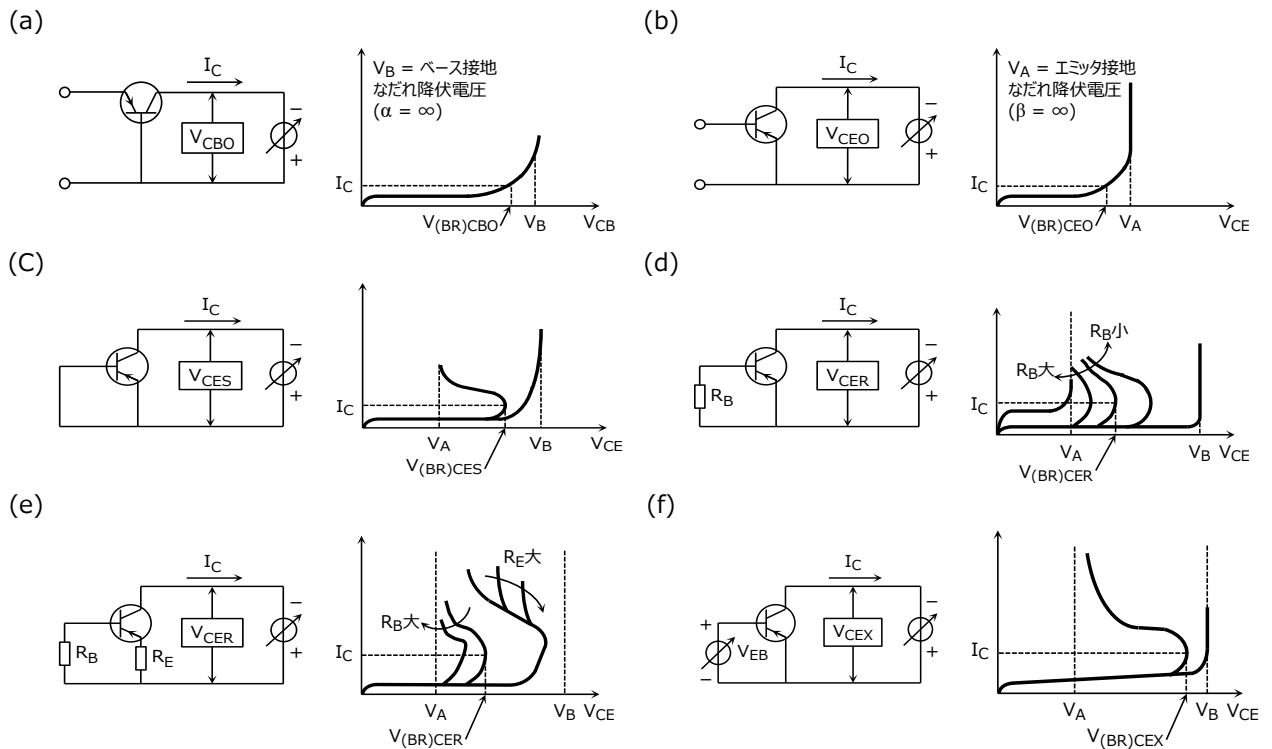 (a)
I_C
V_CBO
−
+
V_B = ベース接地
なだれ降伏電圧
(α = ∞)
I_C
V_(BR)CBO
V_B
V_CB
(b)
I_C
V_CEO
−
+
V_A = エミッタ接地
なだれ降伏電圧
(β = ∞)
I_C
V_(BR)CEO
V_A
V_CE
(C)
I_C
V_CES
−
+
I_C
V_A
V_B
V_CE
V_(BR)CES
(d)
I_C
R_B
V_CER
−
+
R_B小
R_B大
I_C
V_A
V_B
V_CE
V_(BR)CER
(e)
I_C
R_B
R_E
V_CER
−
+
R_E大
R_B大
I_C
V_A
V_B
V_CE
V_(BR)CER
(f)
I_C
+
V_EB
−
V_CEX
−
+
I_C
V_A
V_B
V_CE
V_(BR)CEX